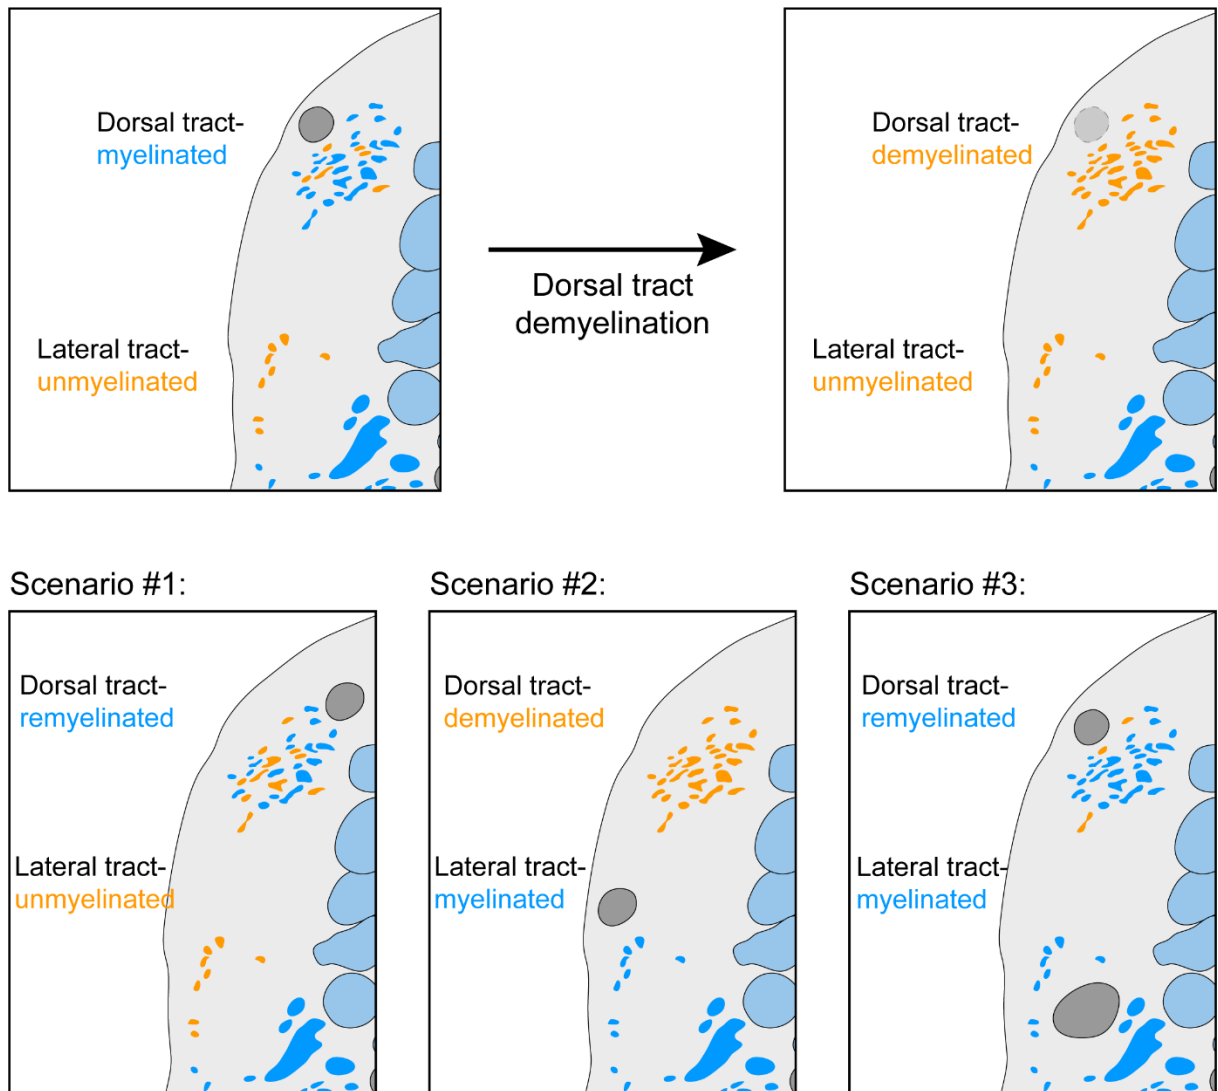 Dorsal tract-
myelinated
Lateral tract-
unmyelinated
Dorsal tract
demyelination
Dorsal tract-
demyelinated
Lateral tract-
unmyelinated
Scenario #1:
Dorsal tract-
remyelinated
Lateral tract-
unmyelinated
Scenario #2:
Dorsal tract-
demyelinated
Lateral tract-
myelinated
Scenario #3:
Dorsal tract-
remyelinated
Lateral tract-
myelinated